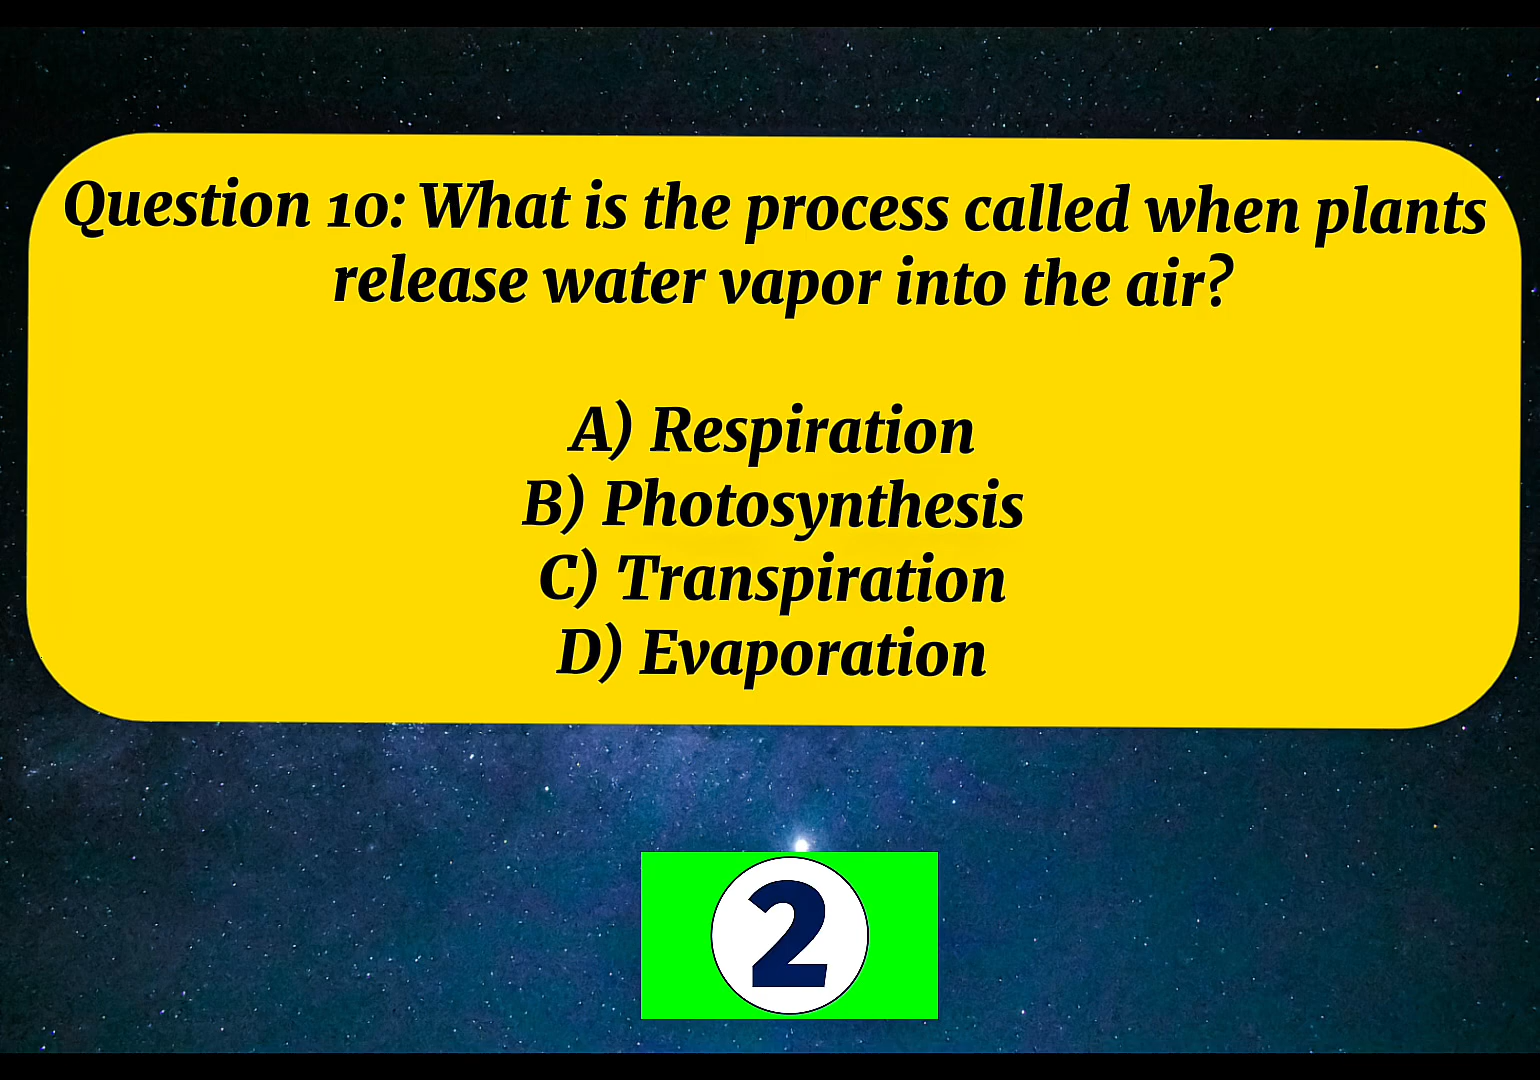 Question 10: What is the process called when plants
release water vapor into the air?
A) Respiration
B) Photosynthesis
C) Transpiration
D) Evaporation
2